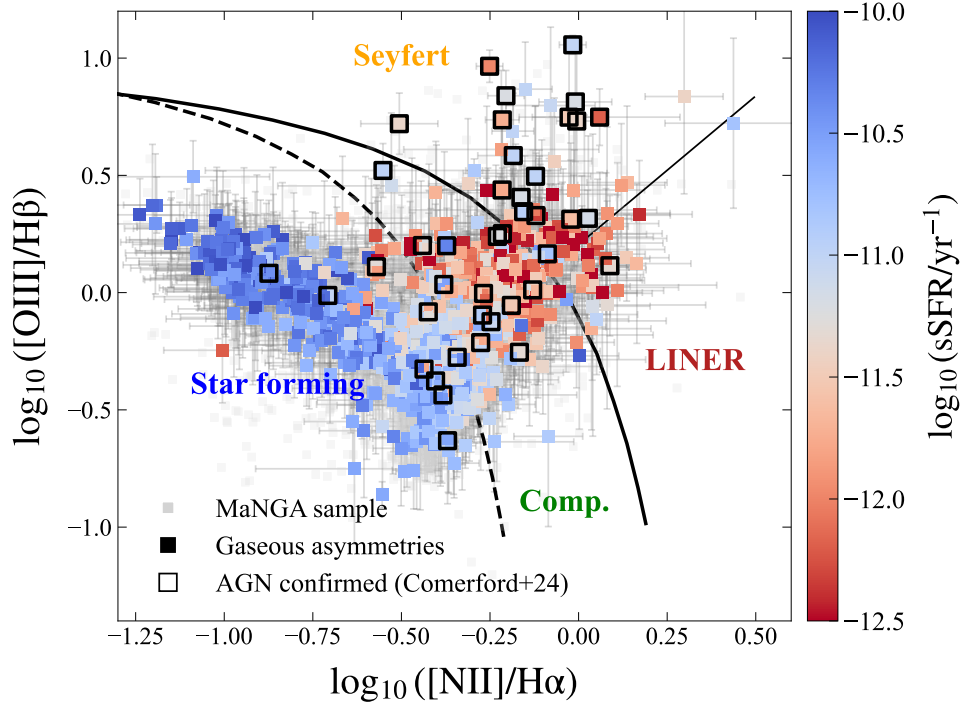 Seyfert
Star forming
LINER
Comp.
MaNGA sample
Gaseous asymmetries
AGN confirmed (Comerford+24)
1.0
0.5
0.0
−0.5
−1.0
log₁₀ ([OIII]/Hβ)
−1.25 −1.00 −0.75 −0.50 −0.25 0.00 0.25 0.50
log₁₀ ([NII]/Hα)
−10.0
−10.5
−11.0
−11.5
−12.0
−12.5
log₁₀ (sSFR/yr⁻¹)